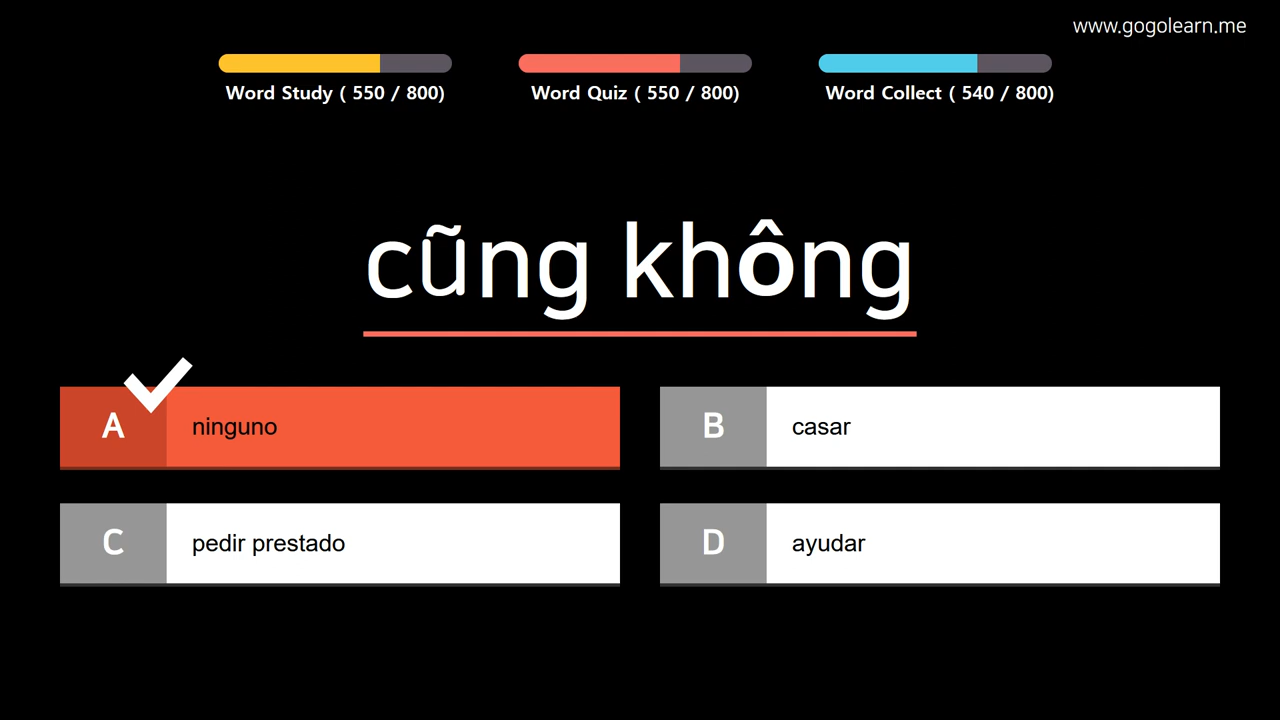 www.gogolearn.me
Word Study ( 550 / 800)
Word Quiz ( 550 / 800)
Word Collect ( 540 / 800)
cũng không
A ninguno
B casar
C pedir prestado
D ayudar